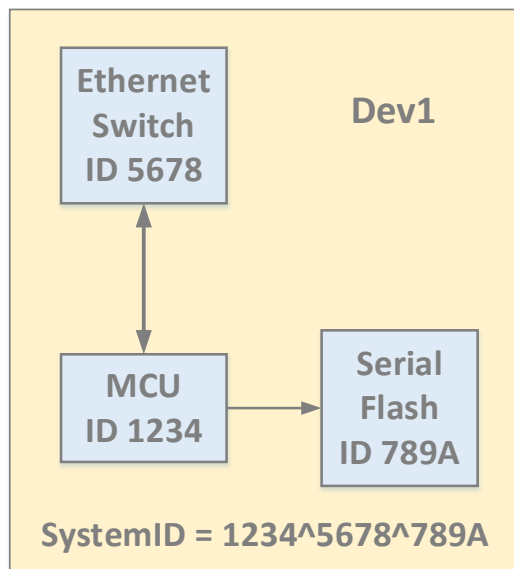 Ethernet
Switch
ID 5678
Dev1
MCU
ID 1234
Serial
Flash
ID 789A
SystemID = 1234^5678^789A